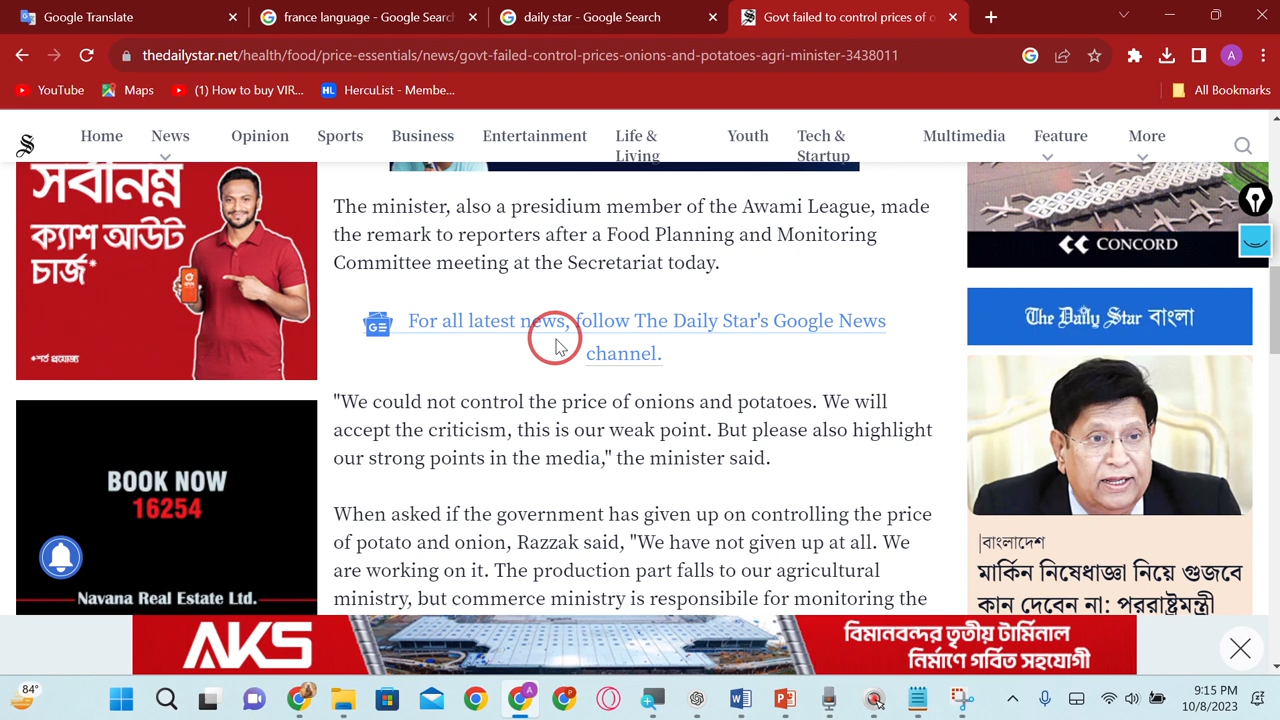 Google Translate
france language - Google Searc
daily star - Google Search
Govt failed to control prices of o
thedailystar.net/health/food/price-essentials/news/govt-failed-control-prices-onions-and-potatoes-agri-minister-3438011
A
YouTube
Maps
(1) How to buy VIR...
HL HercuList - Membe...
All Bookmarks
S
Home
News
Opinion
Sports
Business
Entertainment
Life &
Living
Youth
Tech &
Startup
Multimedia
Feature
More
সর্বনিম্ন
ক্যাশ আউট
চার্জ*
*শর্ত প্রযোজ্য
BOOK NOW
16254
Navana Real Estate Ltd.
The minister, also a presidium member of the Awami League, made
the remark to reporters after a Food Planning and Monitoring
Committee meeting at the Secretariat today.
GE For all latest news, follow The Daily Star's Google News
channel.
"We could not control the price of onions and potatoes. We will
accept the criticism, this is our weak point. But please also highlight
our strong points in the media," the minister said.
When asked if the government has given up on controlling the price
of potato and onion, Razzak said, "We have not given up at all. We
are working on it. The production part falls to our agricultural
ministry, but commerce ministry is responsibile for monitoring the
CONCORD
The Daily Star বাংলা
|বাংলাদেশ
মার্কিন নিষেধাজ্ঞা নিয়ে গুজবে
কান দেবেন না: পররাষ্ট্রমন্ত্রী
AKS
বিমানবন্দর তৃতীয় টার্মিনাল
নির্মাণে গর্বিত সহযোগী
84°
9:15 PM
10/8/2023